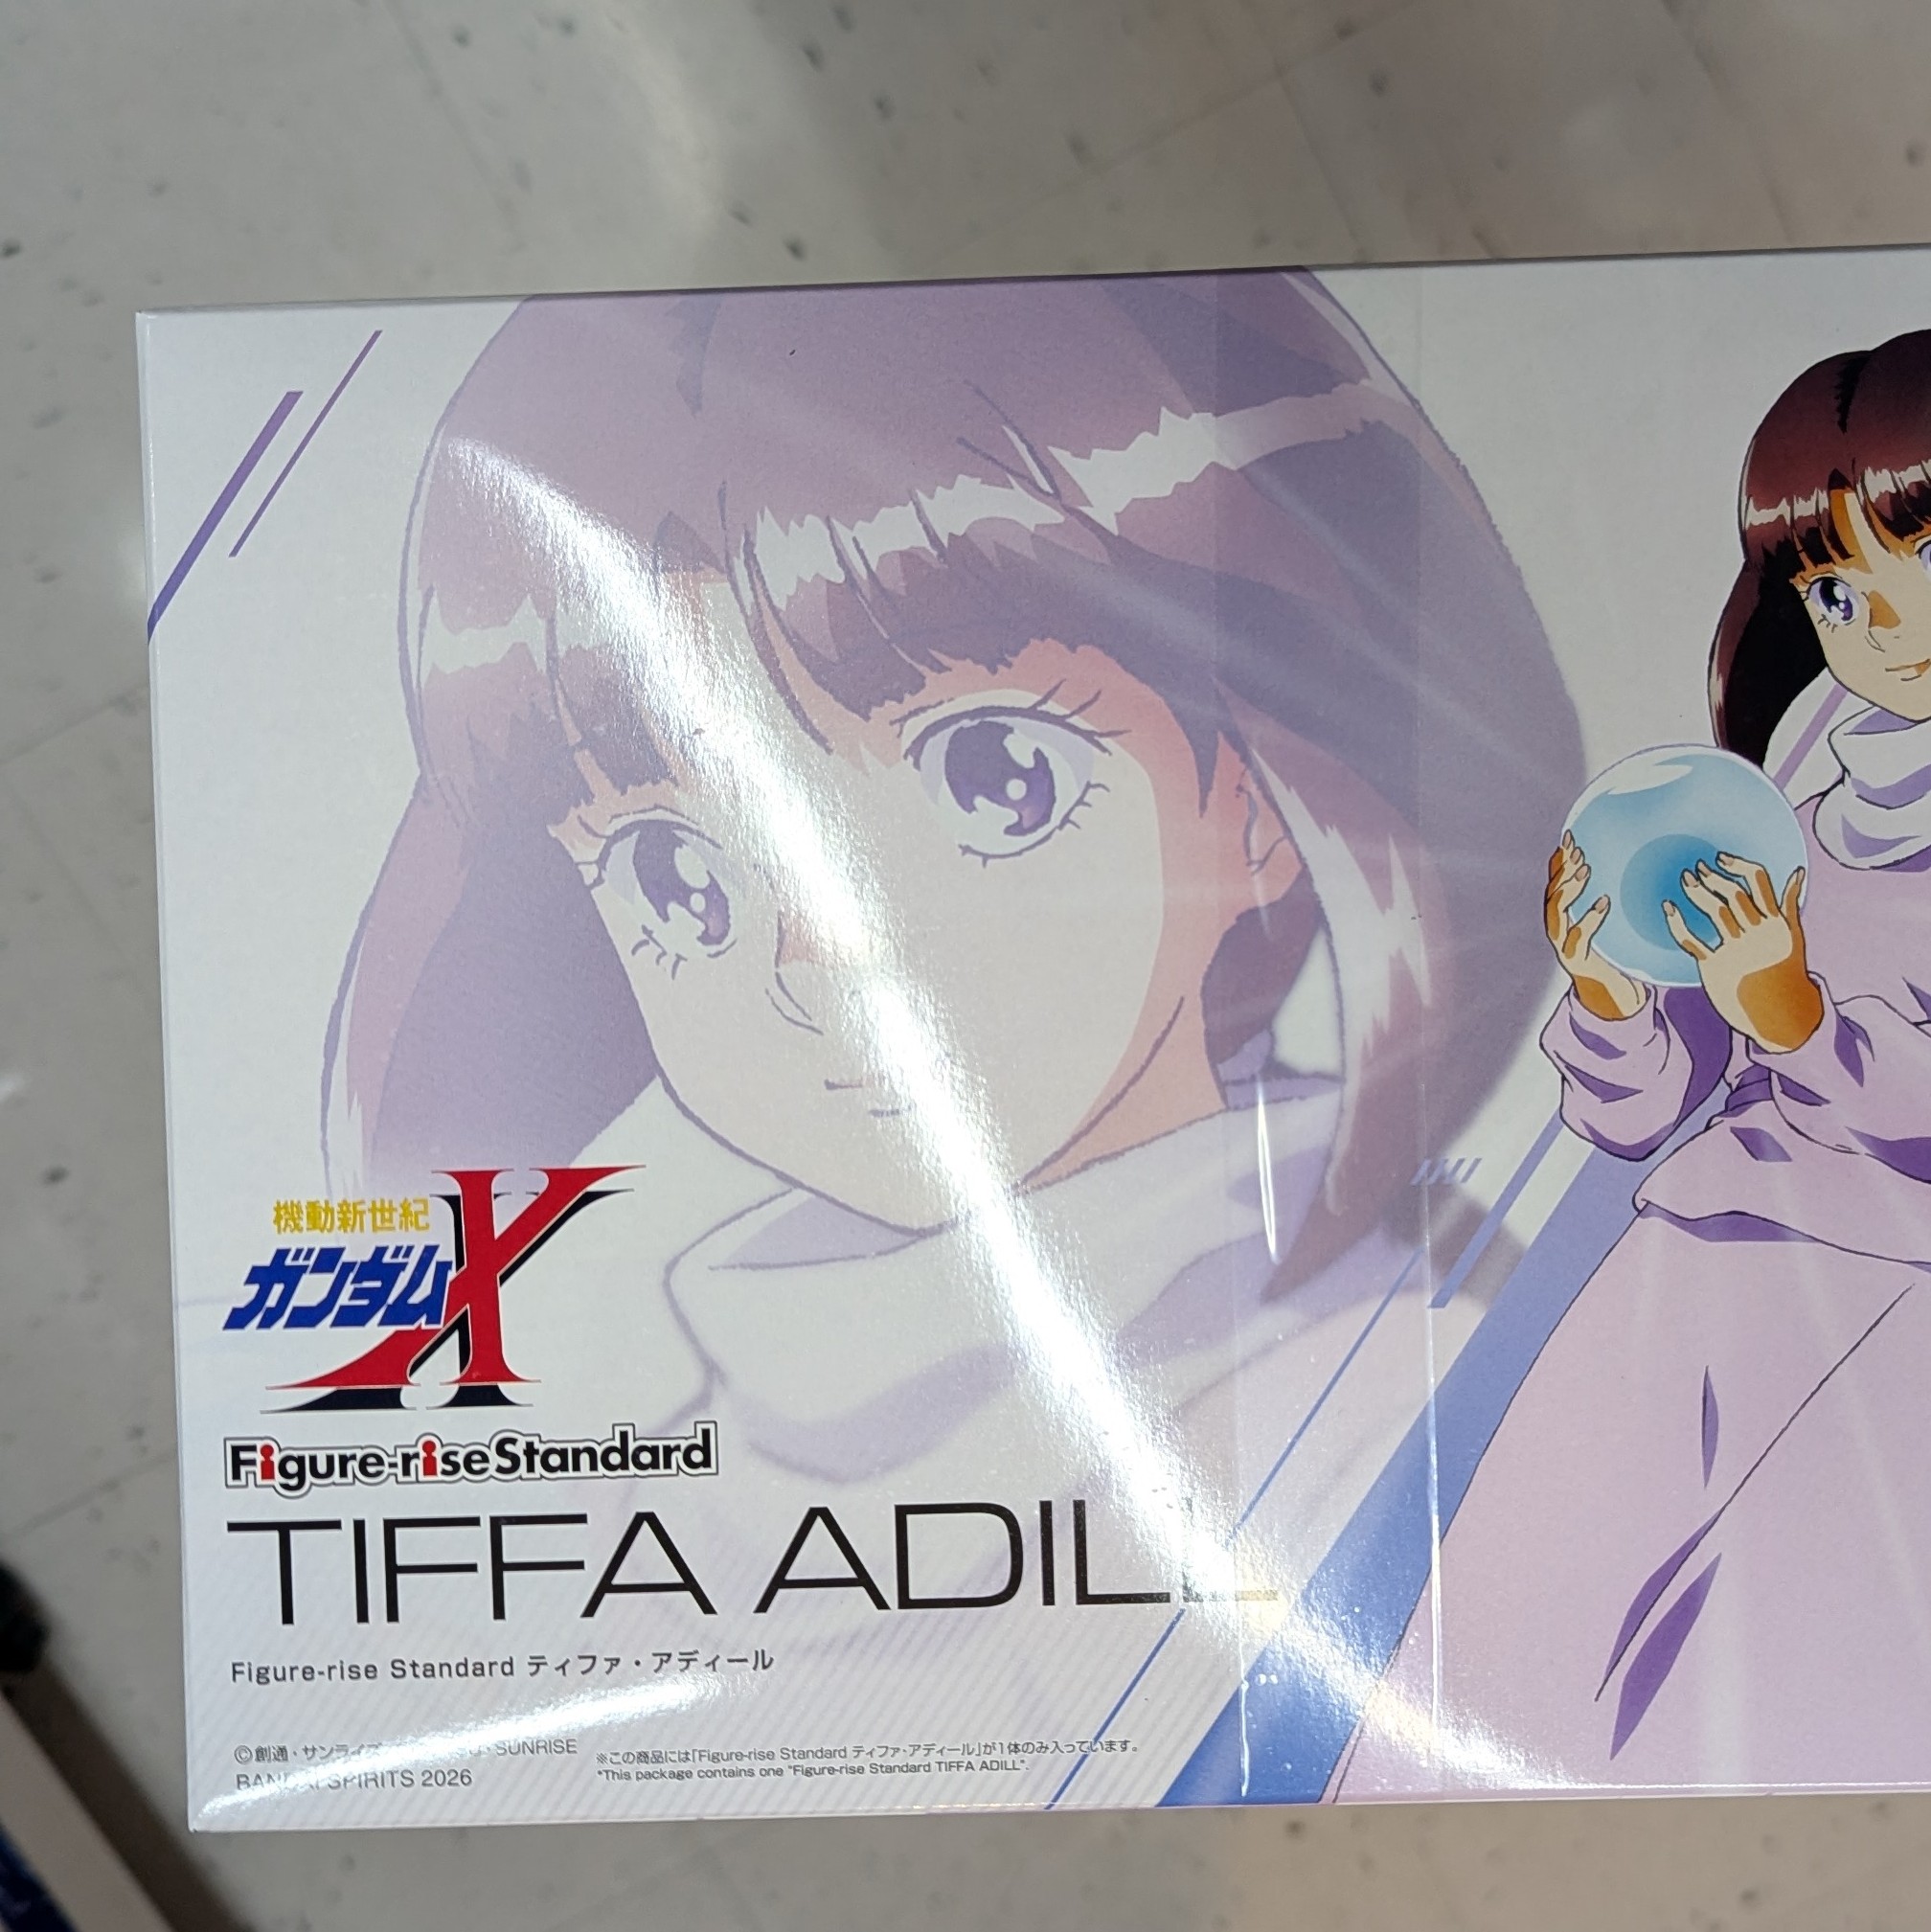 機動新世紀
ガンダムX
Figure-rise Standard
TIFFA ADILL
Figure-rise Standard ティファ・アディール
©創通・サンライズ SUNRISE
BANDAI SPIRITS 2026
※この商品には「Figure-rise Standard ティファ・アディール」が1体のみ入っています。
*This package contains one "Figure-rise Standard TIFFA ADILL".